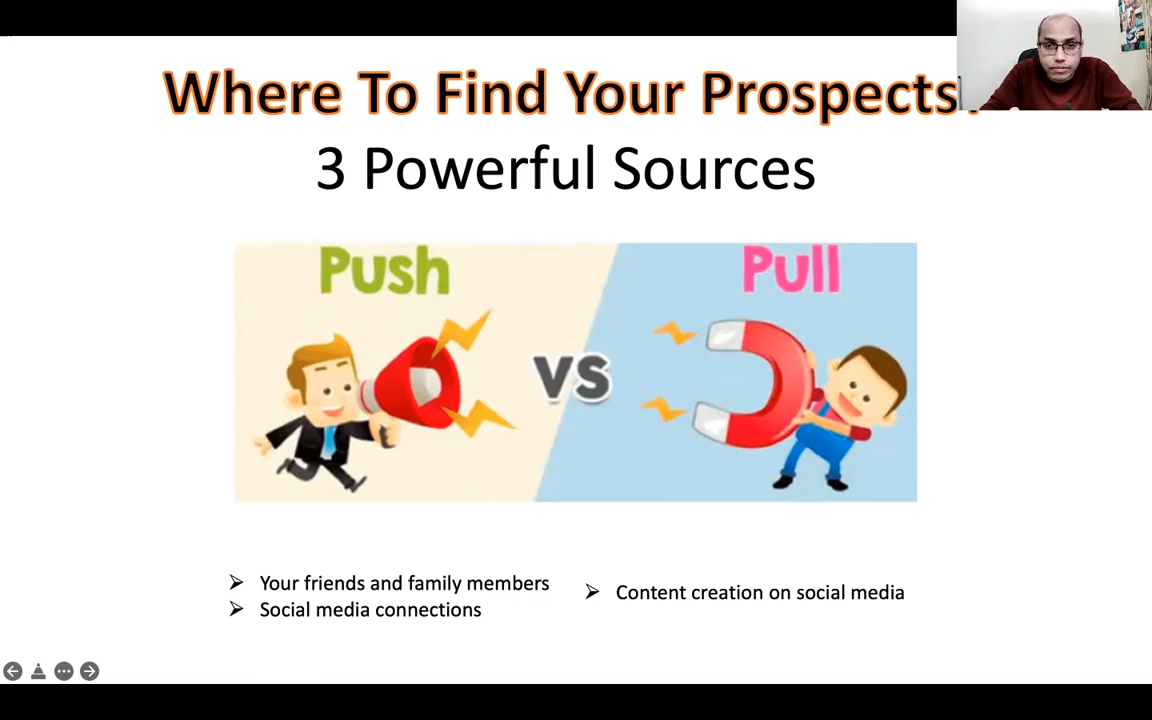 Where To Find Your Prospects?
3 Powerful Sources
Push
Pull
VS
➢ Your friends and family members
➢ Social media connections
➢ Content creation on social media